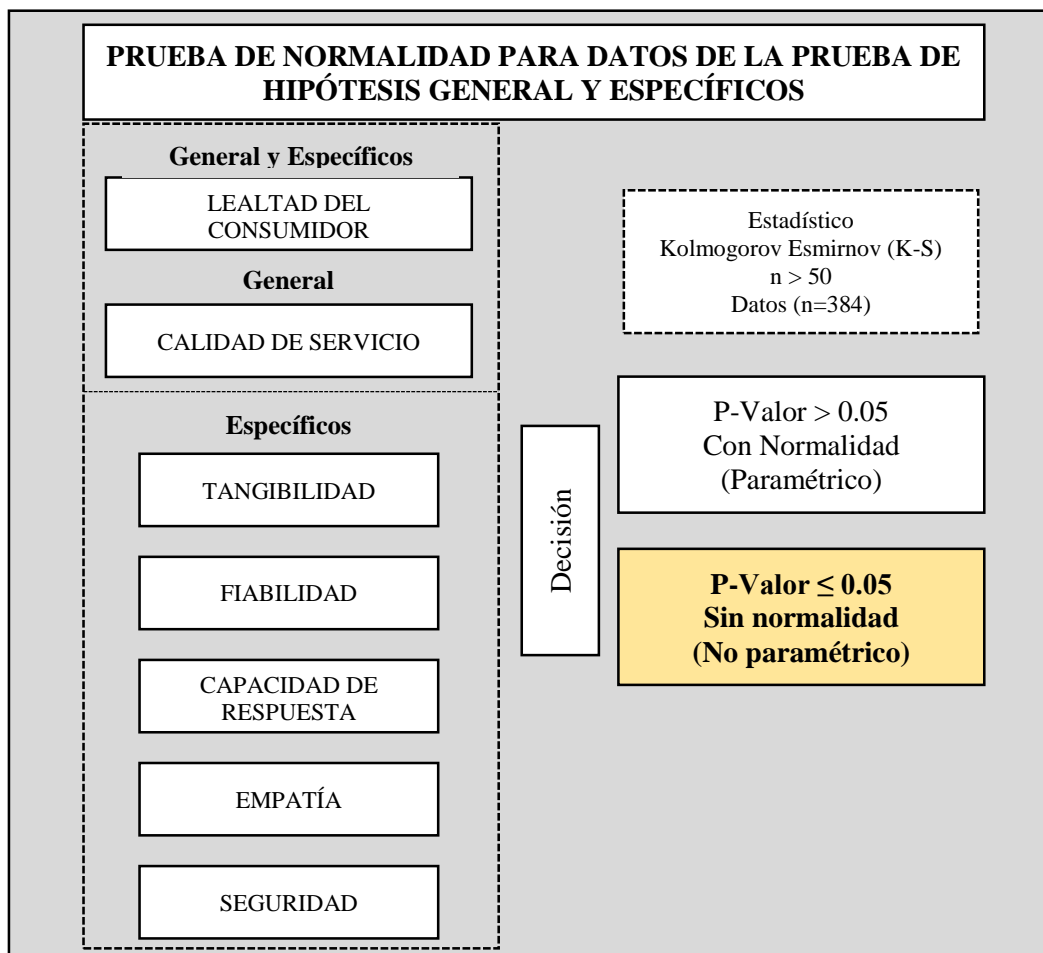 PRUEBA DE NORMALIDAD PARA DATOS DE LA PRUEBA DE
HIPÓTESIS GENERAL Y ESPECÍFICOS
General y Específicos
LEALTAD DEL
CONSUMIDOR
General
CALIDAD DE SERVICIO
Específicos
TANGIBILIDAD
FIABILIDAD
CAPACIDAD DE
RESPUESTA
EMPATÍA
SEGURIDAD
Decisión
Estadístico
Kolmogorov Esmirnov (K-S)
n > 50
Datos (n=384)
P-Valor > 0.05
Con Normalidad
(Paramétrico)
P-Valor ≤ 0.05
Sin normalidad
(No paramétrico)